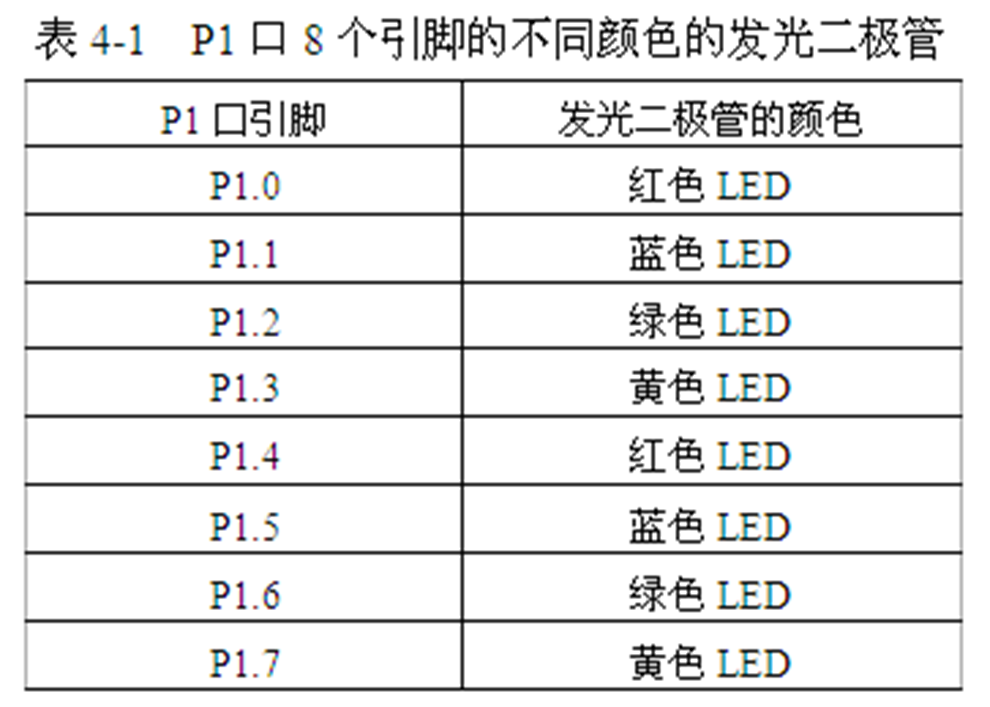 表 4-1 P1 口 8 个引脚的不同颜色的发光二极管
P1 口引脚 发光二极管的颜色
P1.0 红色 LED
P1.1 蓝色 LED
P1.2 绿色 LED
P1.3 黄色 LED
P1.4 红色 LED
P1.5 蓝色 LED
P1.6 绿色 LED
P1.7 黄色 LED